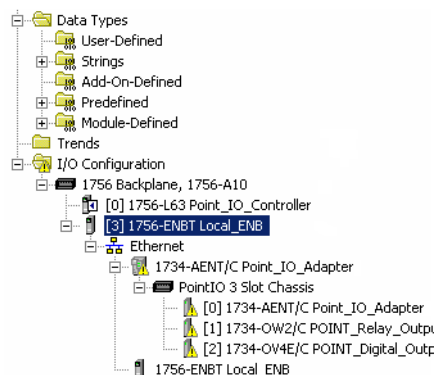 Data Types
User-Defined
Strings
Add-On-Defined
Predefined
Module-Defined
Trends
I/O Configuration
1756 Backplane, 1756-A10
[0] 1756-L63 Point_IO_Controller
[3] 1756-ENBT Local_ENB
Ethernet
1734-AENT/C Point_IO_Adapter
PointIO 3 Slot Chassis
[0] 1734-AENT/C Point_IO_Adapter
[1] 1734-OW2/C POINT_Relay_Outpu
[2] 1734-OV4E/C POINT_Digital_Outp
1756-ENBT Local_ENB